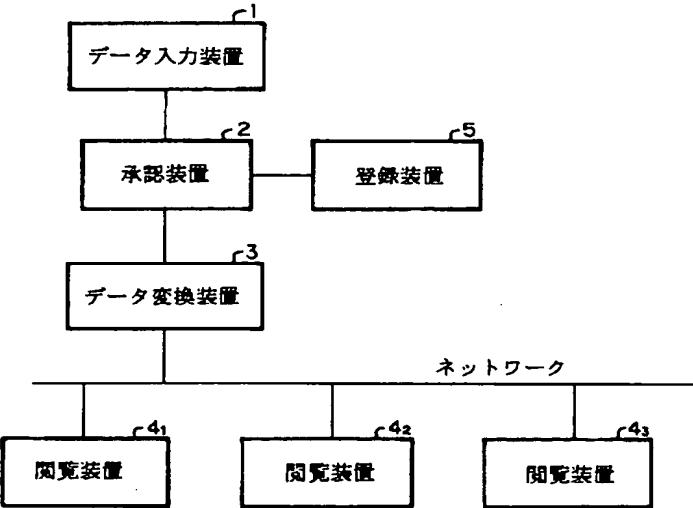 1
データ入力装置
2
承認装置
5
登録装置
3
データ変換装置
ネットワーク
4₁
閲覧装置
4₂
閲覧装置
4₃
閲覧装置